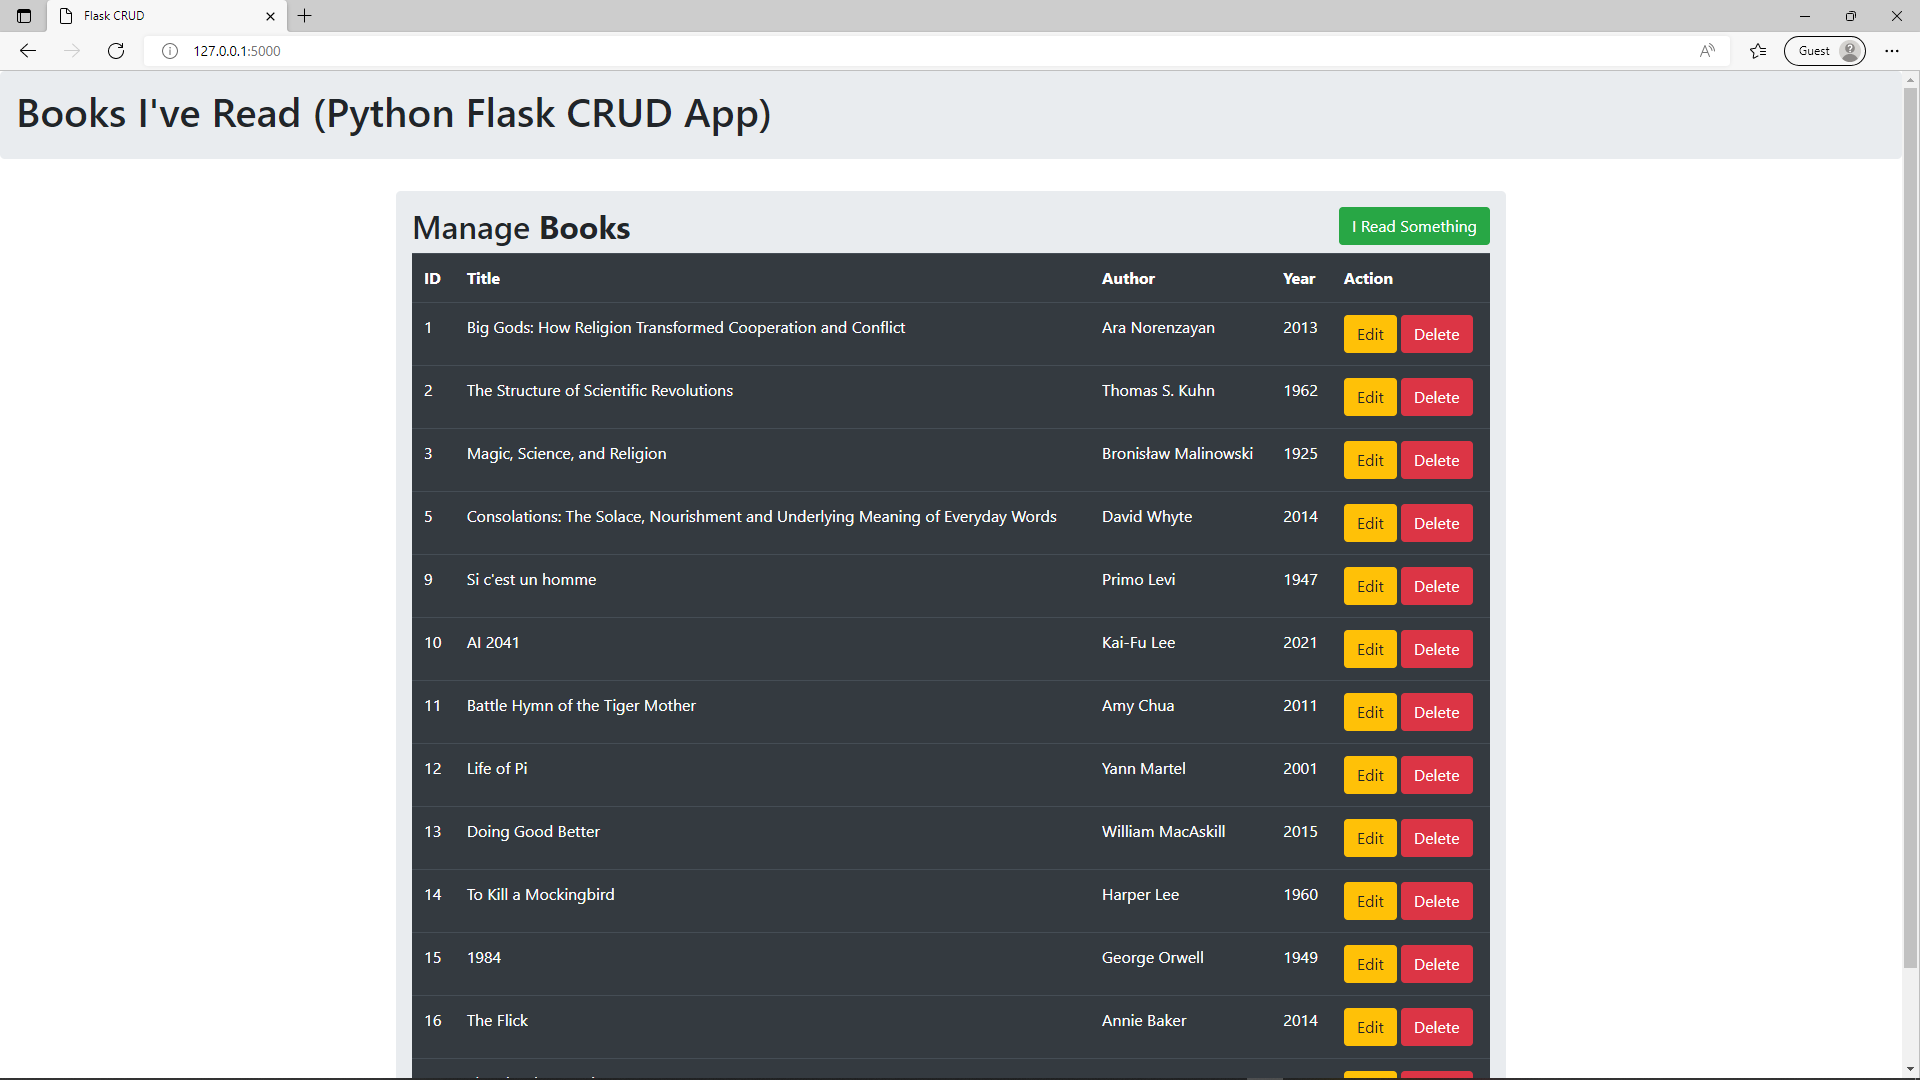 Flask CRUD
127.0.0.1:5000
Guest
Books I've Read (Python Flask CRUD App)
Manage Books
I Read Something
ID Title Author Year Action
1 Big Gods: How Religion Transformed Cooperation and Conflict Ara Norenzayan 2013 Edit Delete
2 The Structure of Scientific Revolutions Thomas S. Kuhn 1962 Edit Delete
3 Magic, Science, and Religion Bronisław Malinowski 1925 Edit Delete
5 Consolations: The Solace, Nourishment and Underlying Meaning of Everyday Words David Whyte 2014 Edit Delete
9 Si c'est un homme Primo Levi 1947 Edit Delete
10 AI 2041 Kai-Fu Lee 2021 Edit Delete
11 Battle Hymn of the Tiger Mother Amy Chua 2011 Edit Delete
12 Life of Pi Yann Martel 2001 Edit Delete
13 Doing Good Better William MacAskill 2015 Edit Delete
14 To Kill a Mockingbird Harper Lee 1960 Edit Delete
15 1984 George Orwell 1949 Edit Delete
16 The Flick Annie Baker 2014 Edit Delete